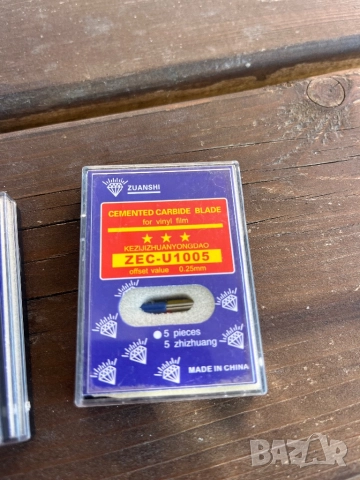 ZUANSHI
CEMENTED CARBIDE BLADE
for vinyl film
KEZIJIZHUANYONGDAO
ZEC-U1005
offset value 0.25mm
5 pieces
5 zhizhuang
MADE IN CHINA
BAZAR